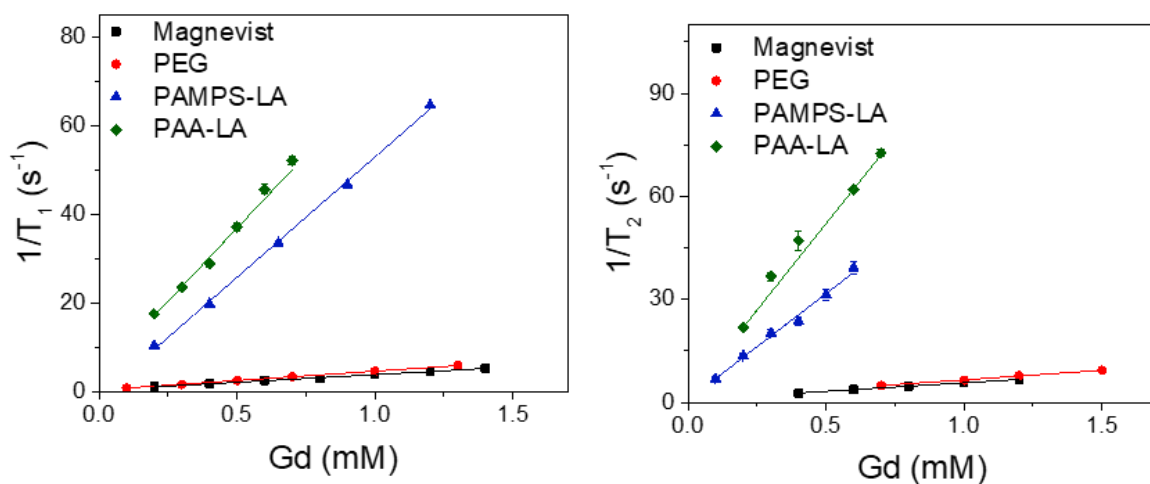 80
60
40
20
0
1/T₁ (s⁻¹)
Magnevist
PEG
PAMPS-LA
PAA-LA
0.0 0.5 1.0 1.5
Gd (mM)
90
60
30
0
1/T₂ (s⁻¹)
Magnevist
PEG
PAMPS-LA
PAA-LA
0.0 0.5 1.0 1.5
Gd (mM)